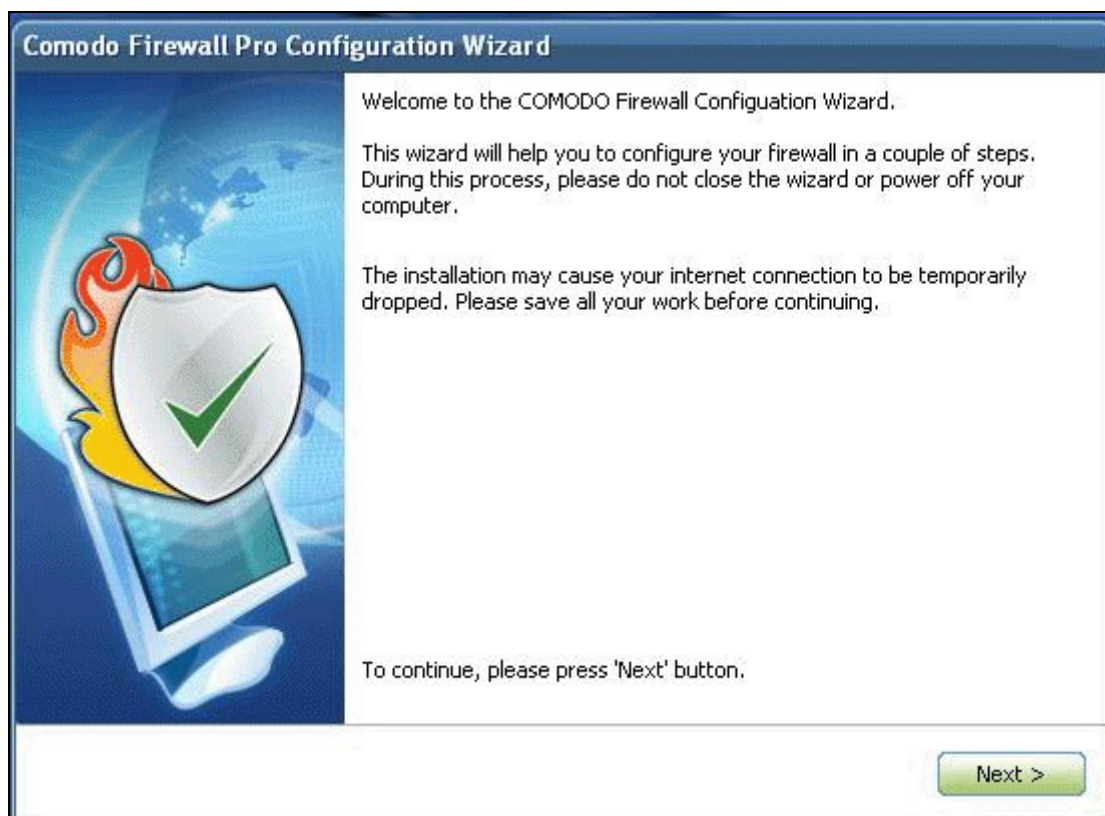 Comodo Firewall Pro Configuration Wizard
Welcome to the COMODO Firewall Configuation Wizard.
This wizard will help you to configure your firewall in a couple of steps.
During this process, please do not close the wizard or power off your
computer.
The installation may cause your internet connection to be temporarily
dropped. Please save all your work before continuing.
To continue, please press 'Next' button.
Next >